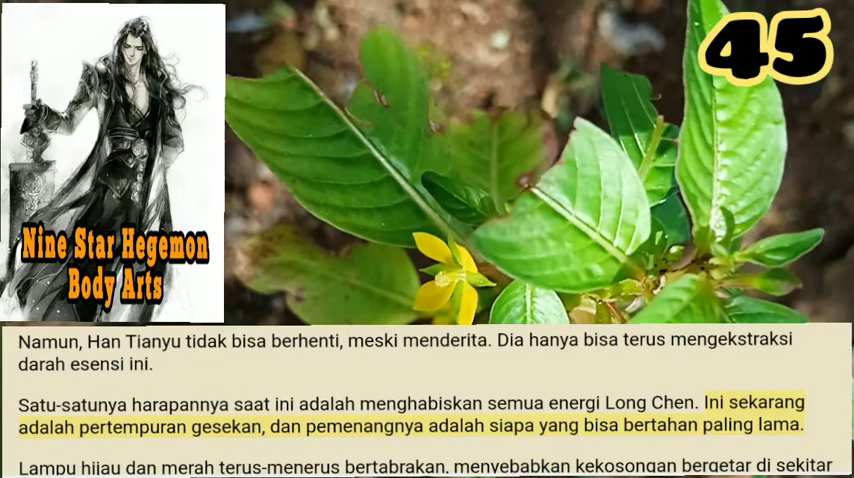 45
Nine Star Hegemon
Body Arts
Namun, Han Tianyu tidak bisa berhenti, meski menderita. Dia hanya bisa terus mengekstraksi
darah esensi ini.
Satu-satunya harapannya saat ini adalah menghabiskan semua energi Long Chen. Ini sekarang
adalah pertempuran gesekan, dan pemenangnya adalah siapa yang bisa bertahan paling lama.
Lampu hijau dan merah terus-menerus bertabrakan, menyebabkan kekosongan bergetar di sekitar